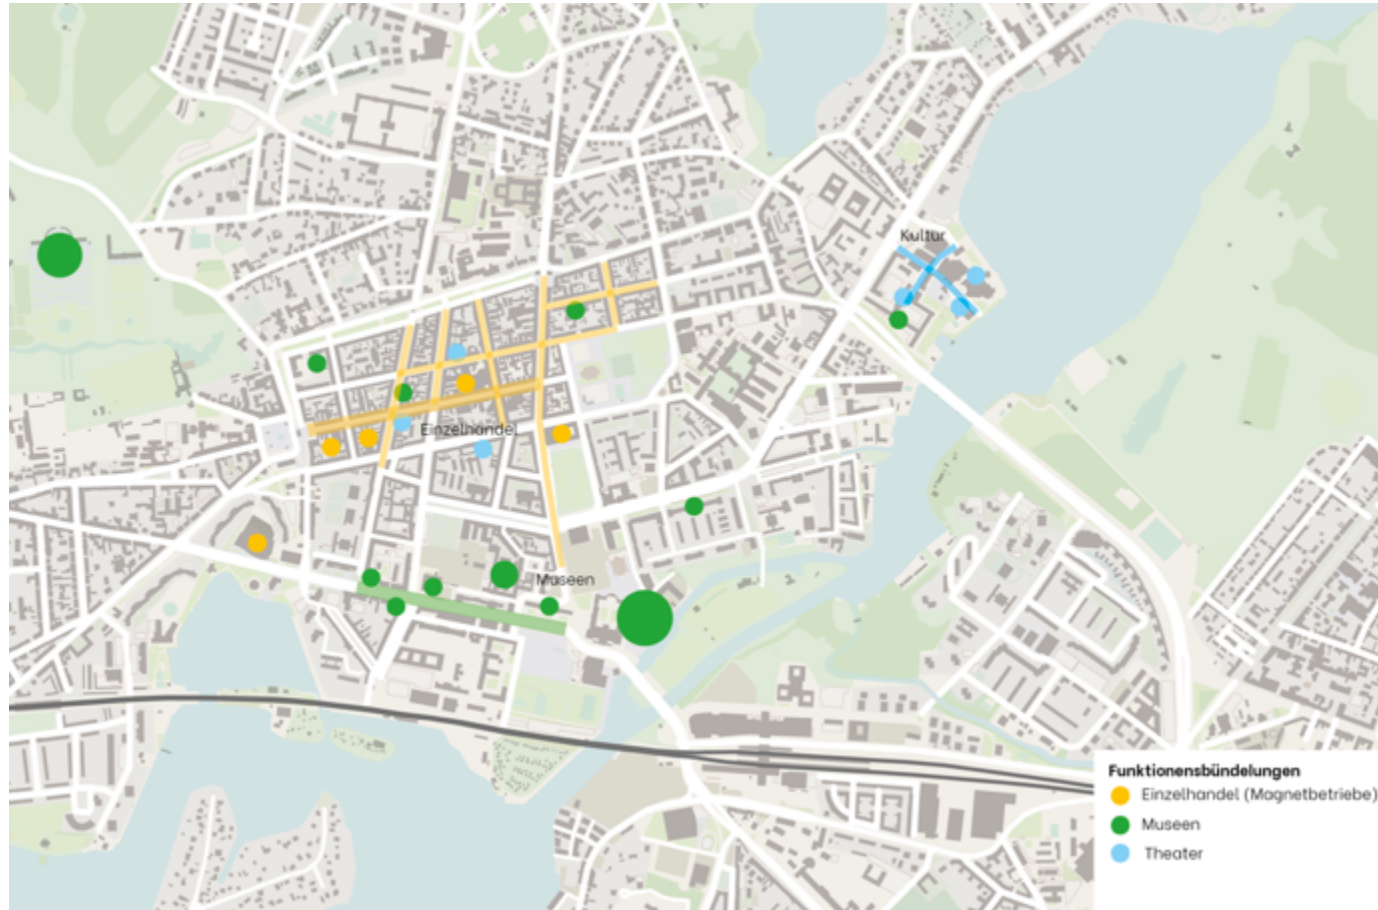 Kultur
Einzelhandel
Museen
Funktionensbündelungen
Einzelhandel (Magnetbetriebe)
Museen
Theater